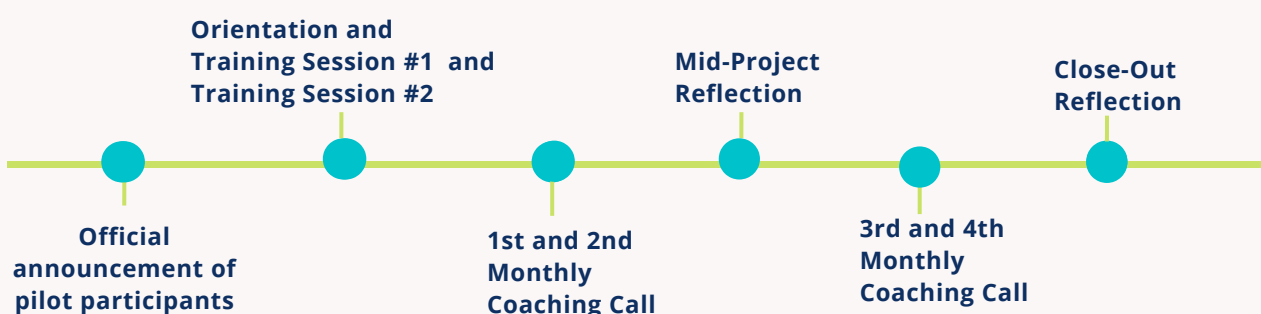 Orientation and
Training Session #1 and
Training Session #2
Mid-Project
Reflection
Close-Out
Reflection
Official
announcement of
pilot participants
1st and 2nd
Monthly
Coaching Call
3rd and 4th
Monthly
Coaching Call